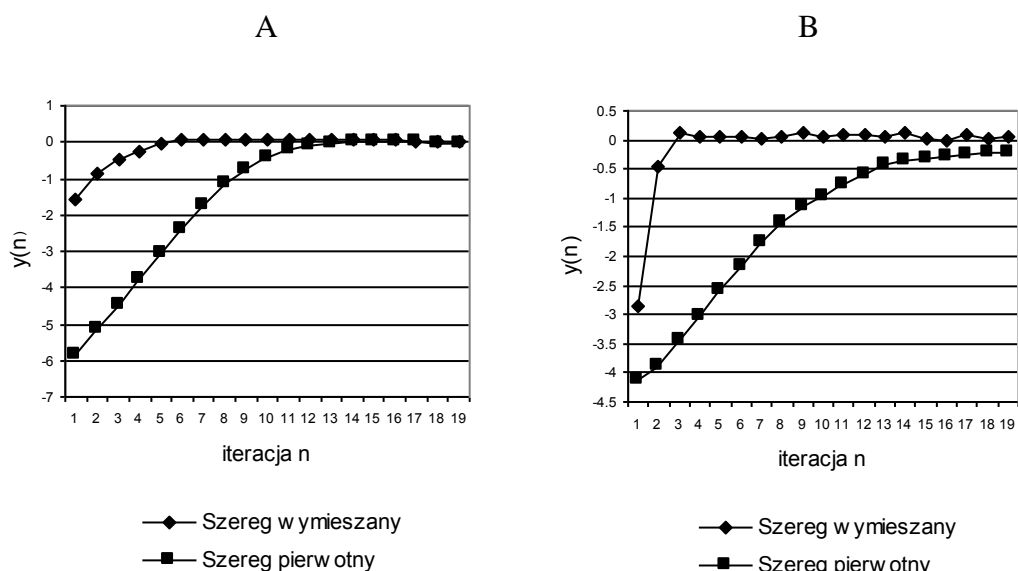 A
1
0
-1
-2
-3
-4
-5
-6
-7
y(n)
1 2 3 4 5 6 7 8 9 10 11 12 13 14 15 16 17 18 19
iteracja n
Szereg w ymieszany
Szereg pierw otny
B
0.5
0
-0.5
-1
-1.5
-2
-2.5
-3
-3.5
-4
-4.5
y(n)
1 2 3 4 5 6 7 8 9 10 11 12 13 14 15 16 17 18 19
iteracja n
Szereg w ymieszany
Szereg pierw otny